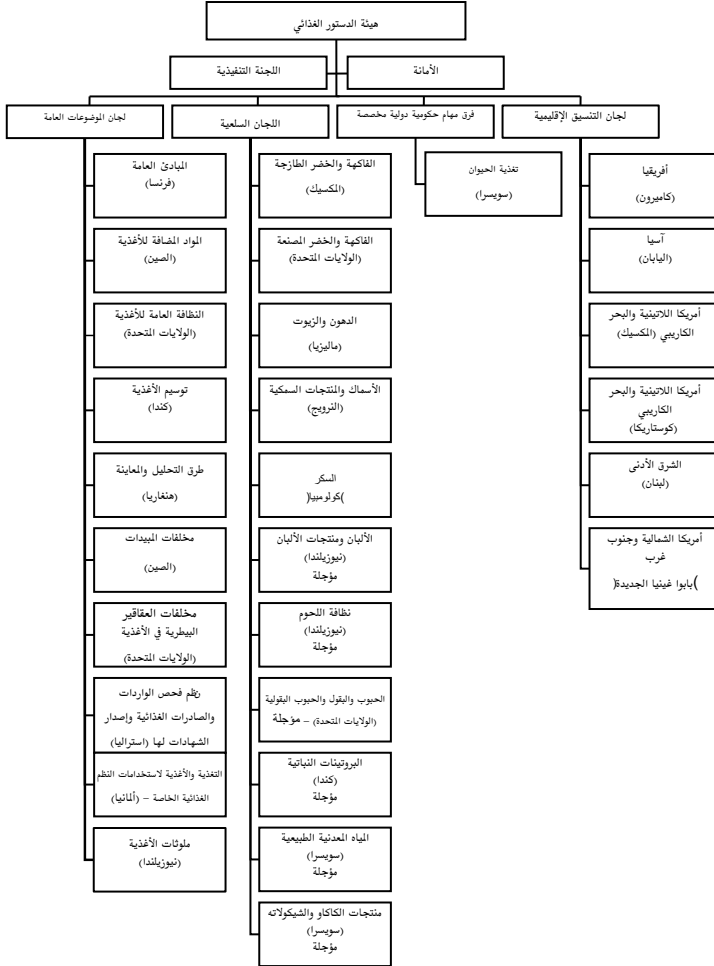 هيئة الدستور الغذائي
الأمانة
اللجنة التنفيذية
لجان التنسيق الإقليمية
فرق مهام حكومية دولية مخصصة
اللجان السلعية
لجان الموضوعات العامة
أفريقيا
(كاميرون)
آسيا
(اليابان)
أمريكا اللاتينية والبحر
الكاريبي (المكسيك)
أمريكا اللاتينية والبحر
الكاريبي
(كوستاريكا)
الشرق الأدنى
(لبنان)
أمريكا الشمالية وجنوب
غرب
)بابوا غينيا الجديدة(
تغذية الحيوان
(سويسرا)
الفاكهة والخضر الطازجة
(المكسيك)
الفاكهة والخضر المصنعة
(الولايات المتحدة)
الدهون والزيوت
(ماليزيا)
الأسماك والمنتجات السمكية
(النرويج)
السكر
)كولومبيا(
الألبان ومنتجات الألبان
(نيوزيلندا)
مؤجلة
نظافة اللحوم
(نيوزيلندا)
مؤجلة
الحبوب والبقول والحبوب البقولية
(الولايات المتحدة) – مؤجلة
البروتينات النباتية
(كندا)
مؤجلة
المياه المعدنية الطبيعية
(سويسرا)
مؤجلة
منتجات الكاكاو والشيكولاته
(سويسرا)
مؤجلة
المبادئ العامة
(فرنسا)
المواد المضافة للأغذية
(الصين)
النظافة العامة للأغذية
(الولايات المتحدة)
توسيم الأغذية
(كندا)
طرق التحليل والمعاينة
(هنغاريا)
مخلفات المبيدات
(الصين)
مخلفات العقاقير
البيطرية في الأغذية
(الولايات المتحدة)
نظم فحص الواردات
والصادرات الغذائية وإصدار
الشهادات لها (استراليا)
التغذية والأغذية لاستخدامات النظم
الغذائية الخاصة – (ألمانيا)
ملوثات الأغذية
(نيوزيلندا)